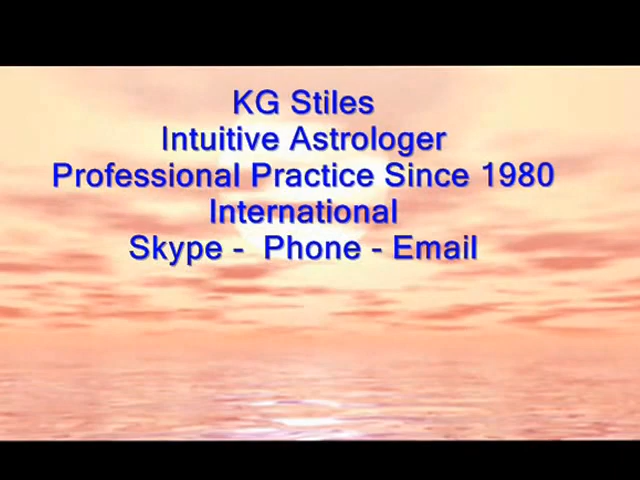 KG Stiles
Intuitive Astrologer
Professional Practice Since 1980
International
Skype -  Phone - Email